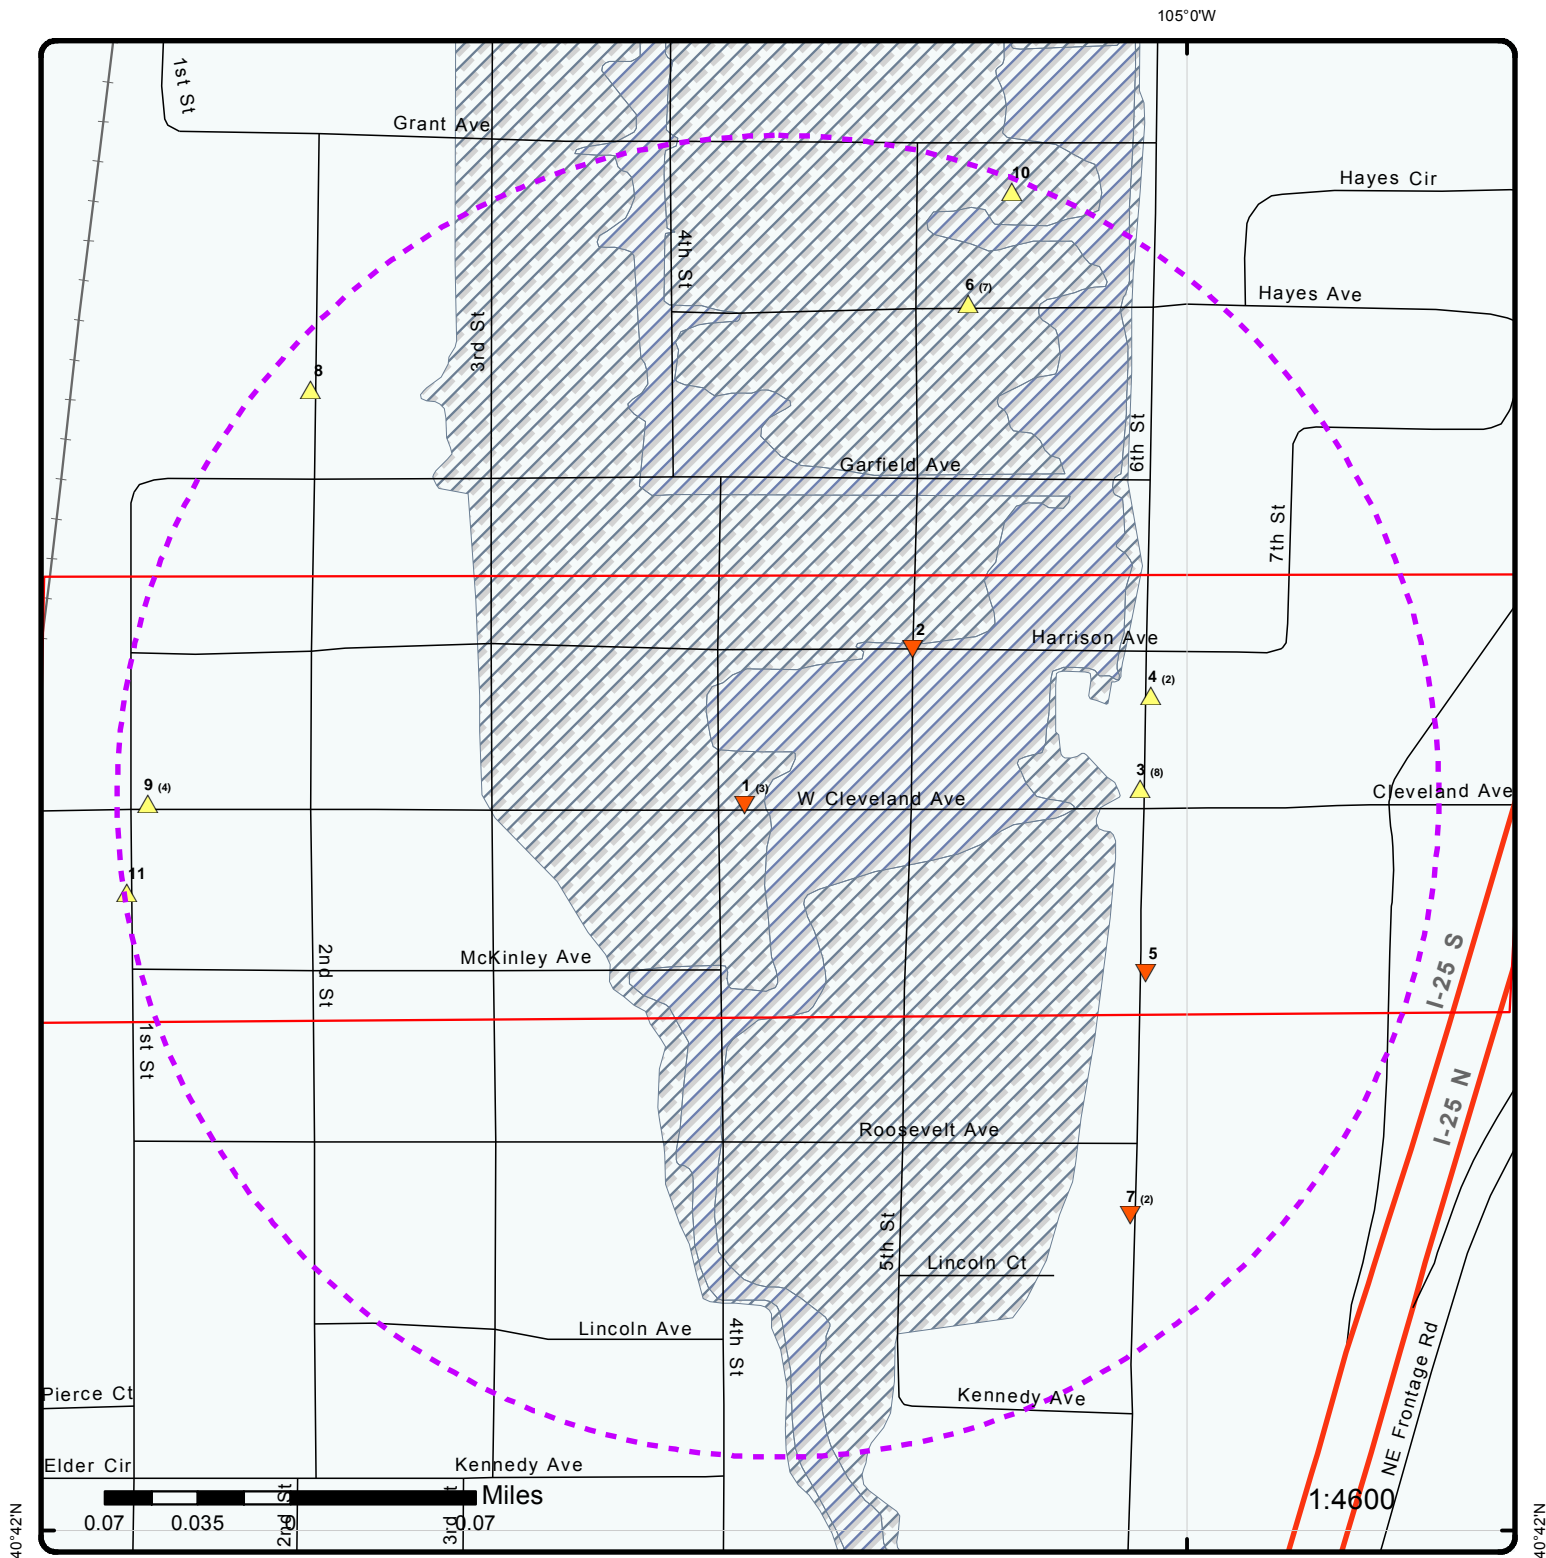 105°0'W
1st St
Grant Ave
10
Hayes Cir
4th St
6 (7)
Hayes Ave
3rd St
8
6th St
Garfield Ave
7th St
2
Harrison Ave
4 (2)
3 (8)
9 (4)
1 (3)
W Cleveland Ave
Cleveland Ave
11
5
McKinley Ave
2nd St
I-25 S
1st St
I-25 N
Roosevelt Ave
7 (2)
5th St
Lincoln Ct
Lincoln Ave
4th St
NE Frontage Rd
Pierce Ct
Kennedy Ave
Elder Cir
Kennedy Ave
2nd St
3rd St
Miles
1:4600
0.07 0.035 0 0.07
40°42'N
40°42'N